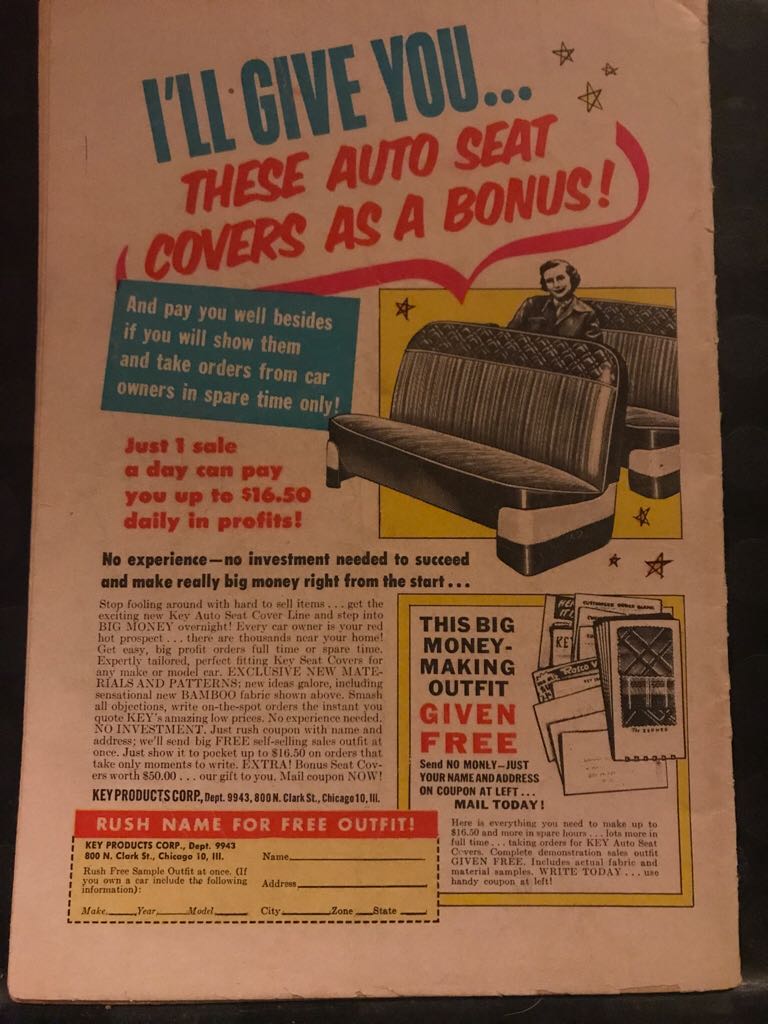 I'LL GIVE YOU...
THESE AUTO SEAT
COVERS AS A BONUS!
And pay you well besides
if you will show them
and take orders from car
owners in spare time only!
Just 1 sale
a day can pay
you up to $16.50
daily in profits!
No experience—no investment needed to succeed
and make really big money right from the start...
Stop fooling around with hard to sell items . . . get the
exciting new Key Auto Seat Cover Line and step into
BIG MONEY overnight! Every car owner is your red
hot prospect . . . there are thousands near your home!
Get easy, big profit orders full time or spare time.
Expertly tailored, perfect fitting Key Seat Covers for
any make or model car. EXCLUSIVE NEW MATE-
RIALS AND PATTERNS; new ideas galore, including
sensational new BAMBOO fabric shown above. Smash
all objections, write on-the-spot orders the instant you
quote KEY's amazing low prices. No experience needed.
NO INVESTMENT. Just rush coupon with name and
address; we'll send big FREE self-selling sales outfit at
once. Just show it to pocket up to $16.50 on orders that
take only moments to write. EXTRA! Bonus Seat Cov-
ers worth $50.00 . . . our gift to you. Mail coupon NOW!
KEY PRODUCTS CORP., Dept. 9943, 800 N. Clark St., Chicago 10, Ill.
RUSH NAME FOR FREE OUTFIT!
KEY PRODUCTS CORP., Dept. 9943
800 N. Clark St., Chicago 10, Ill.
Rush Free Sample Outfit at once. (If
you own a car include the following
information):
Make Year Model
Name
Address
City Zone State
THIS BIG
MONEY-
MAKING
OUTFIT
GIVEN
FREE
Send NO MONEY—JUST
YOUR NAME AND ADDRESS
ON COUPON AT LEFT...
MAIL TODAY!
CUSTOMER ORDER BLANK
KEY
The ZEPHER
Here is everything you need to make up to
$16.50 and more in spare hours . . . lots more in
full time . . . taking orders for KEY Auto Seat
Covers. Complete demonstration sales outfit
GIVEN FREE. Includes actual fabric and
material samples. WRITE TODAY . . . use
handy coupon at left!